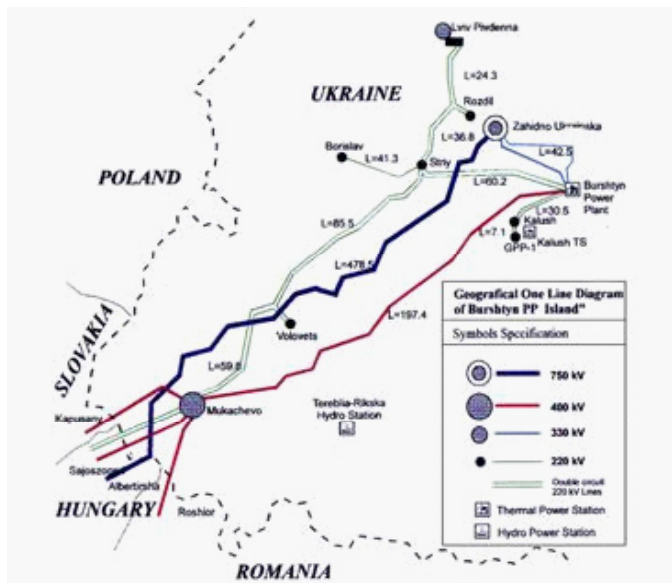 Lviv Pivdenna
L=24.3
UKRAINE
Rozdil
L=36.8
Zahidno
Borislav
L=41.3
Striy
L=42.5
POLAND
L=60.2
Burshtyn
Power
Plant
L=30.5
Kalush
L=7.1
GPP-1
Kalush TS
L=85.5
L=478.5
L=197.4
Volovets
L=59.8
SLOVAKIA
Kapusany
Mukachevo
Tereblia-Rikska
Hydro Station
Albertirsha
HUNGARY
Roshior
ROMANIA
Geografical One Line Diagram
of Burshtyn PP Island"
Symbols Specification
750 kV
400 kV
330 kV
220 kV
Double circuit
220 kV Lines
Thermal Power Station
Hydro Power Station